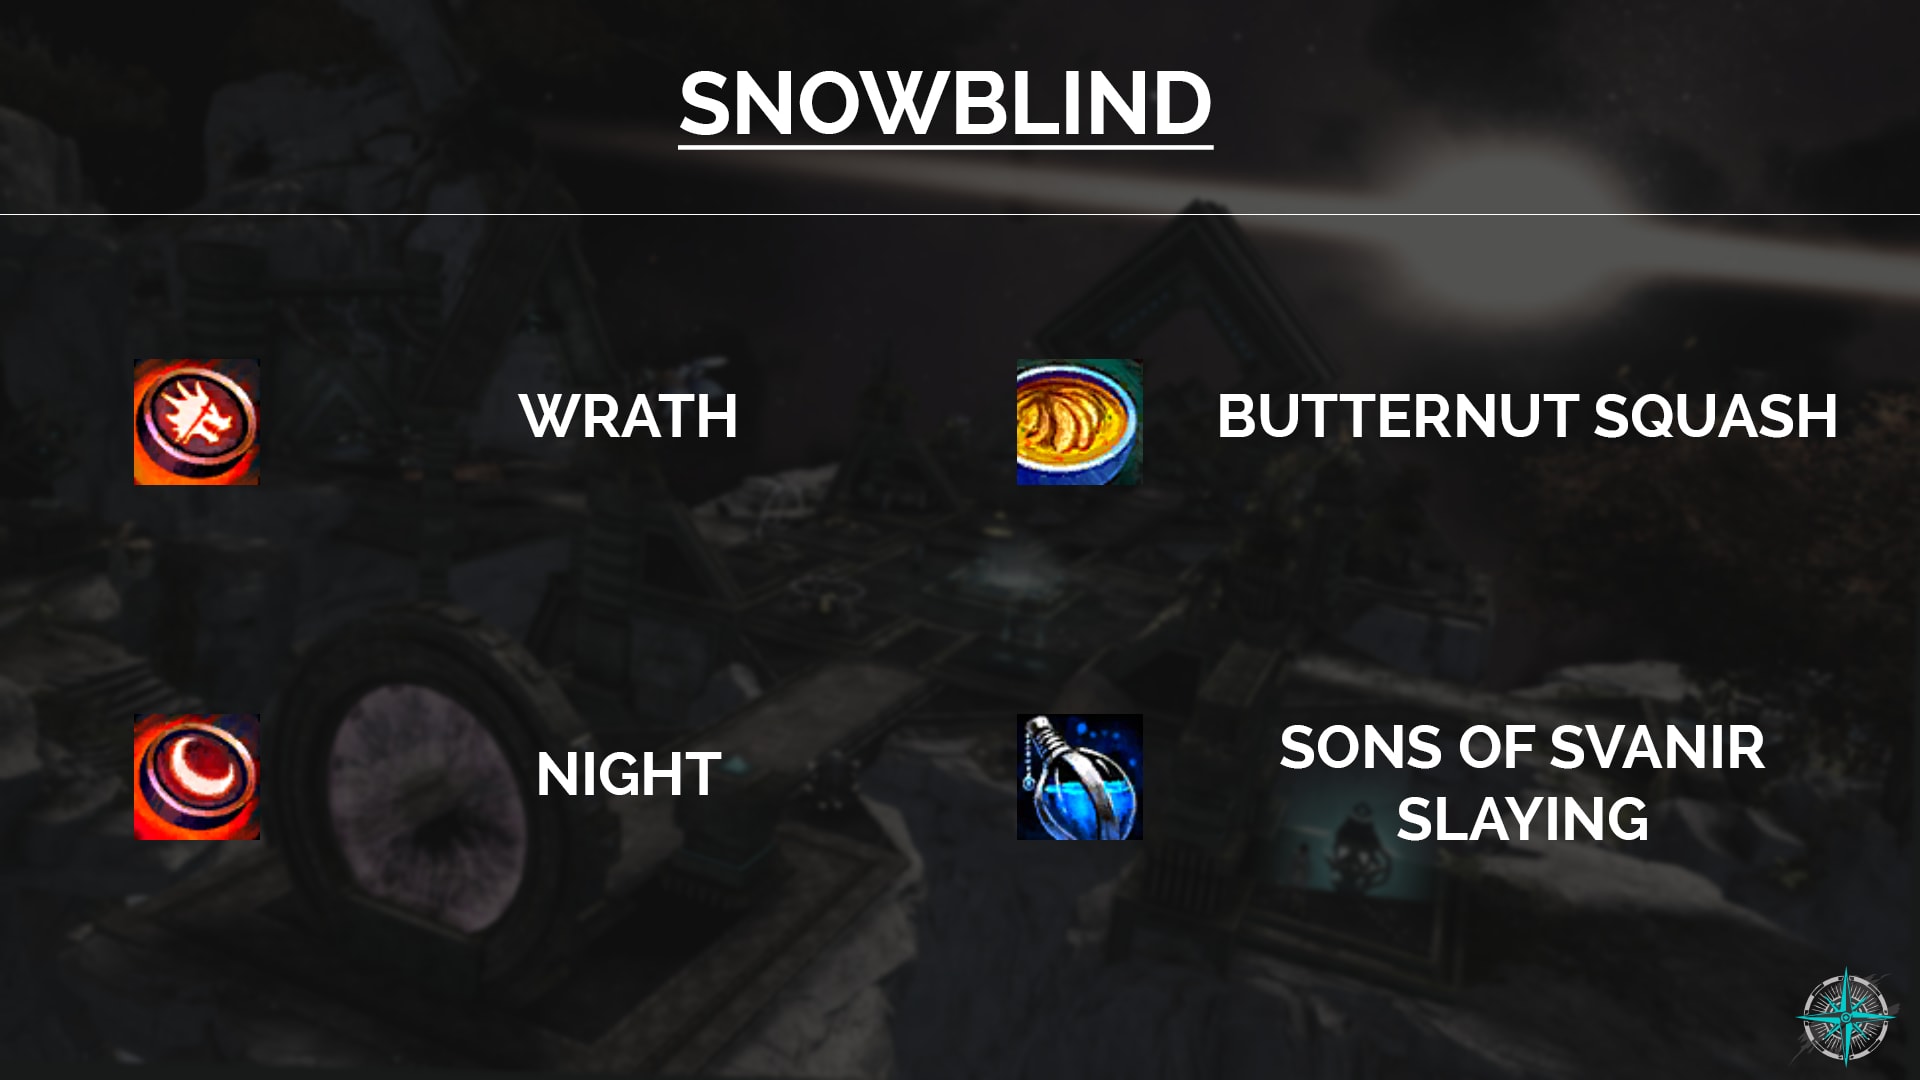 SNOWBLIND
WRATH
BUTTERNUT SQUASH
NIGHT
SONS OF SVANIR
SLAYING